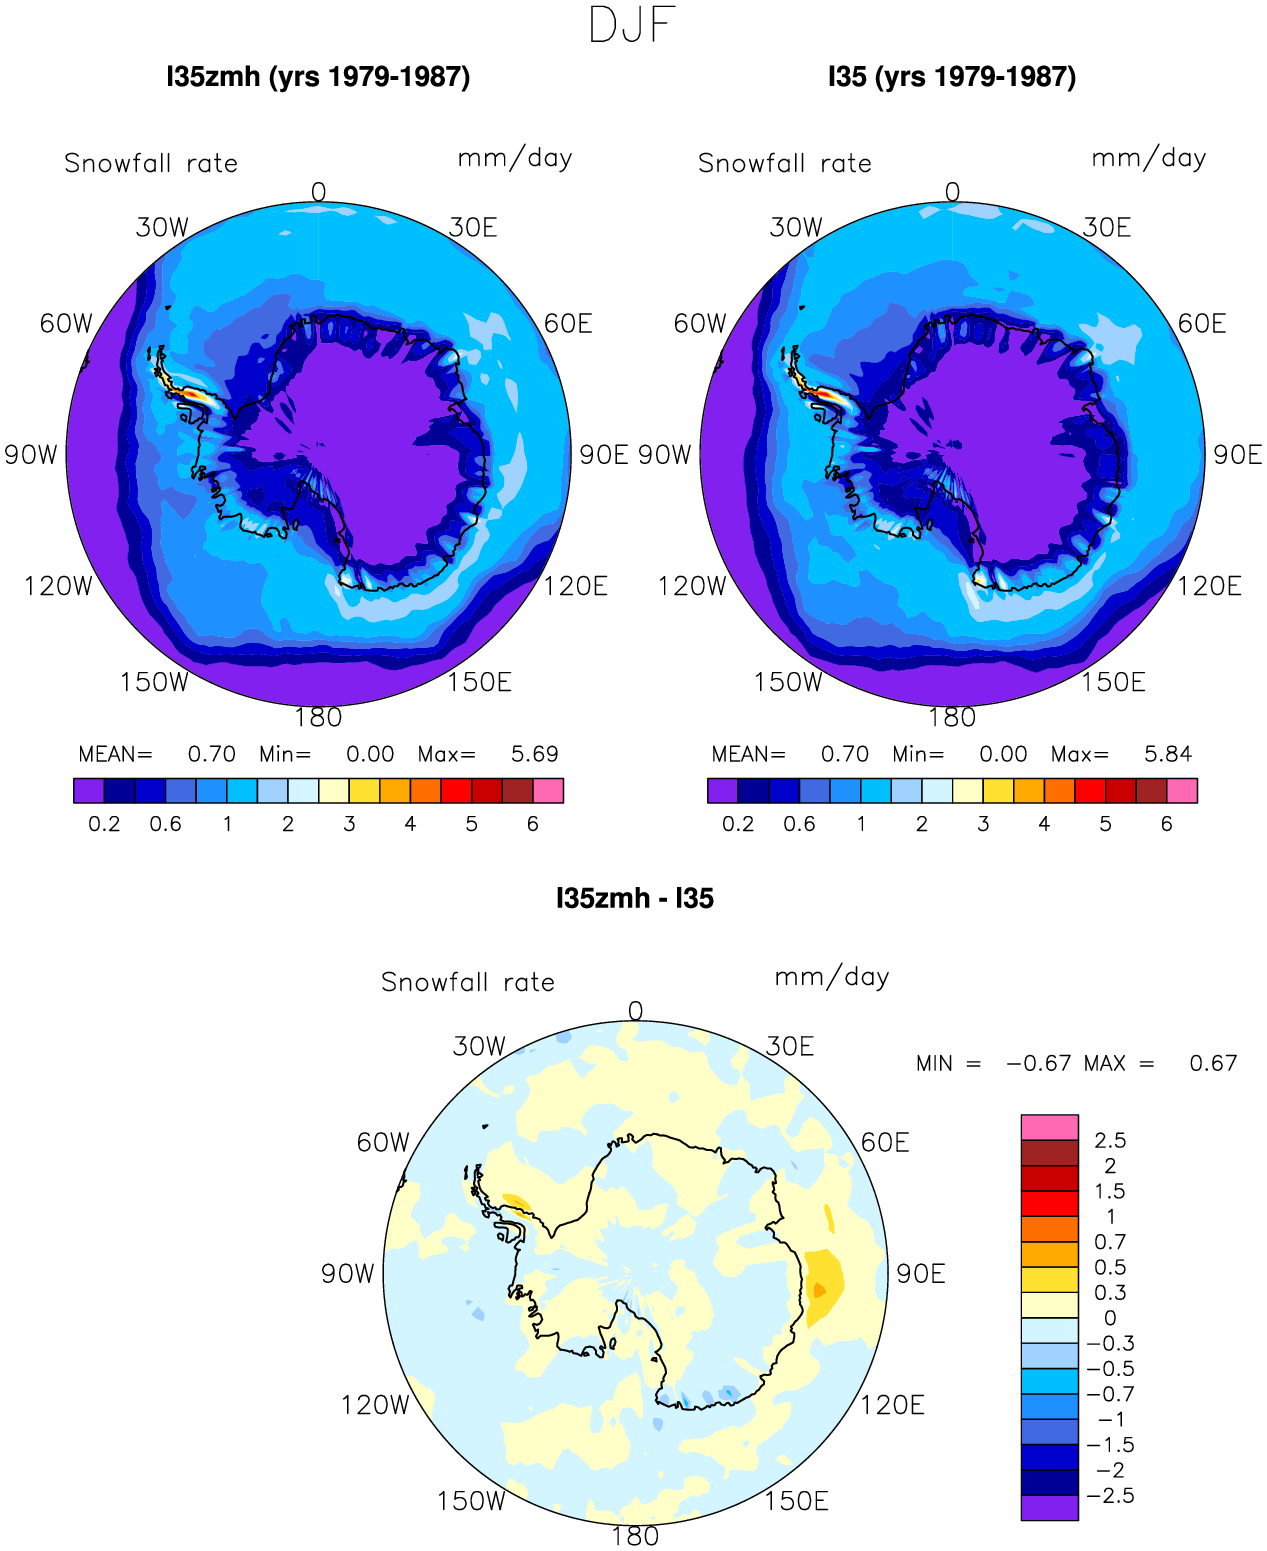 DJF
I35zmh (yrs 1979-1987)
I35 (yrs 1979-1987)
Snowfall rate mm/day
Snowfall rate mm/day
0
30W 30E
60W 60E
90W 90E
120W 120E
150W 150E
180
0
30W 30E
60W 60E
90W 90E
120W 120E
150W 150E
180
MEAN= 0.70 Min= 0.00 Max= 5.69
0.2 0.6 1 2 3 4 5 6
MEAN= 0.70 Min= 0.00 Max= 5.84
0.2 0.6 1 2 3 4 5 6
I35zmh - I35
Snowfall rate mm/day
0
30W 30E
60W 60E
90W 90E
120W 120E
150W 150E
180
MIN = -0.67 MAX = 0.67
2.5
2
1.5
1
0.7
0.5
0.3
0
-0.3
-0.5
-0.7
-1
-1.5
-2
-2.5